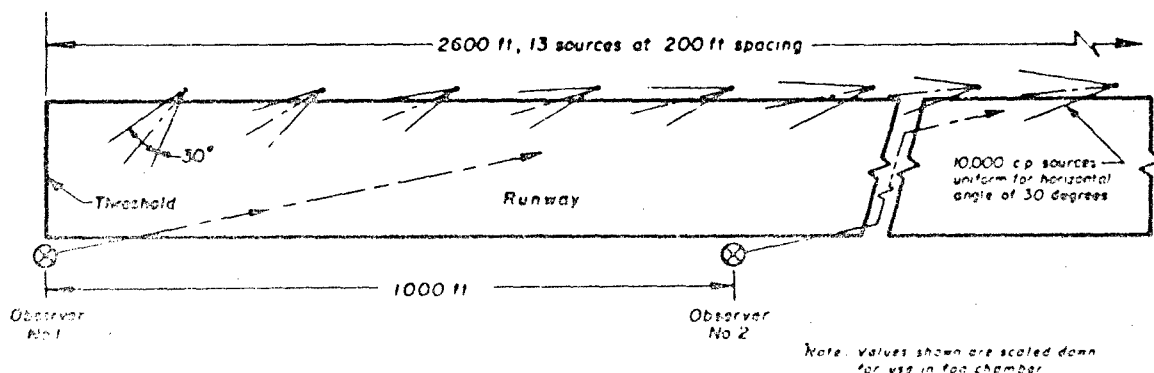 2600 ft, 13 sources at 200 ft spacing
30°
Threshold
Runway
10,000 c p sources
uniform for horizontal
angle of 30 degrees
1000 ft
Observer
No 1
Observer
No 2
Note: Values shown are scaled down
for use in fog chamber